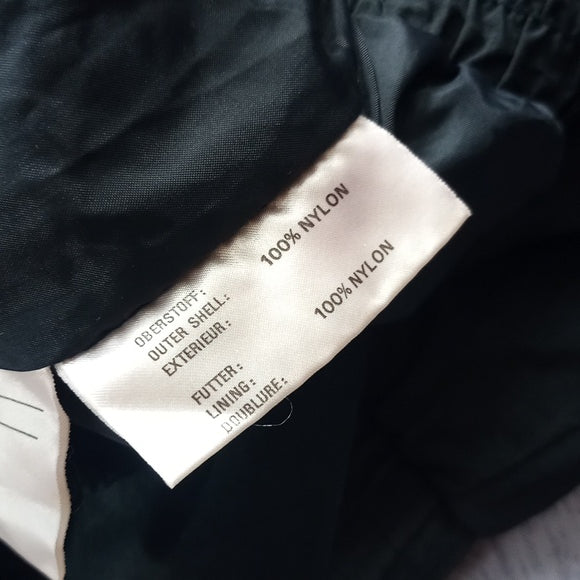 OBERSTOFF:
OUTER SHELL: 100% NYLON
EXTERIEUR:
FUTTER:
LINING: 100% NYLON
DOUBLURE: